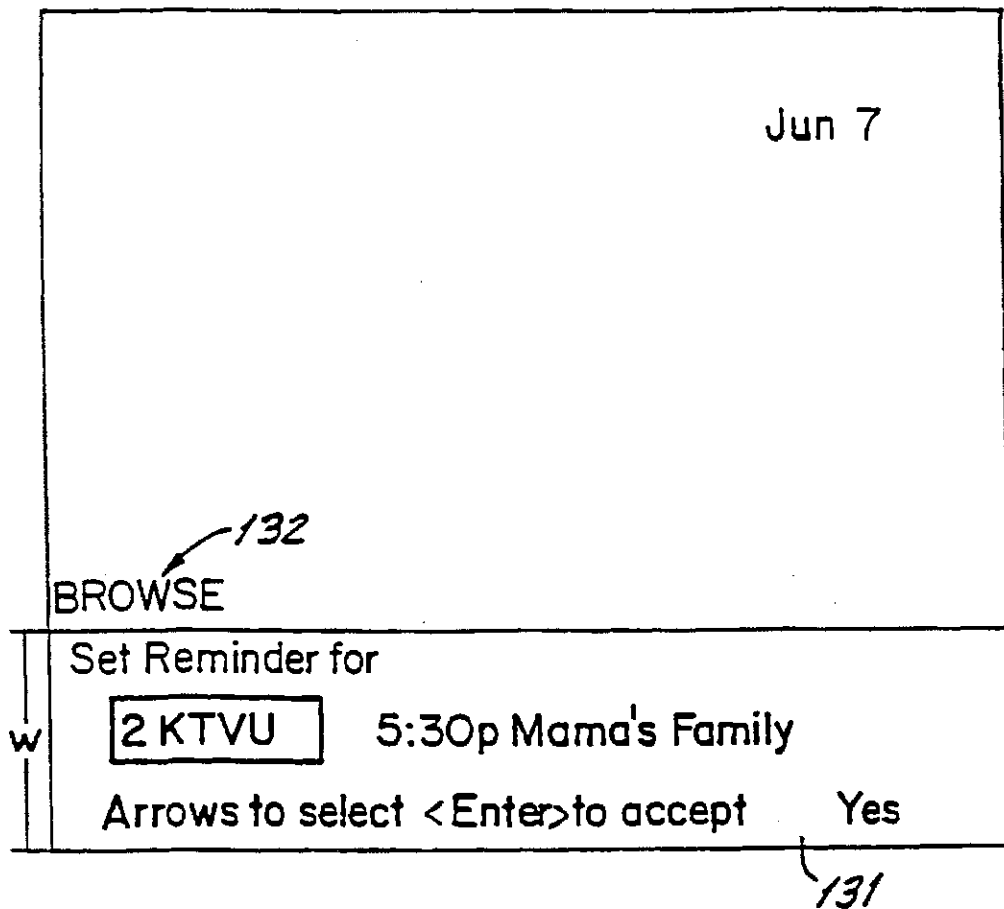 Jun 7
132
BROWSE
Set Reminder for
W
2 KTVU 5:30p Mama's Family
Arrows to select <Enter>to accept Yes
131